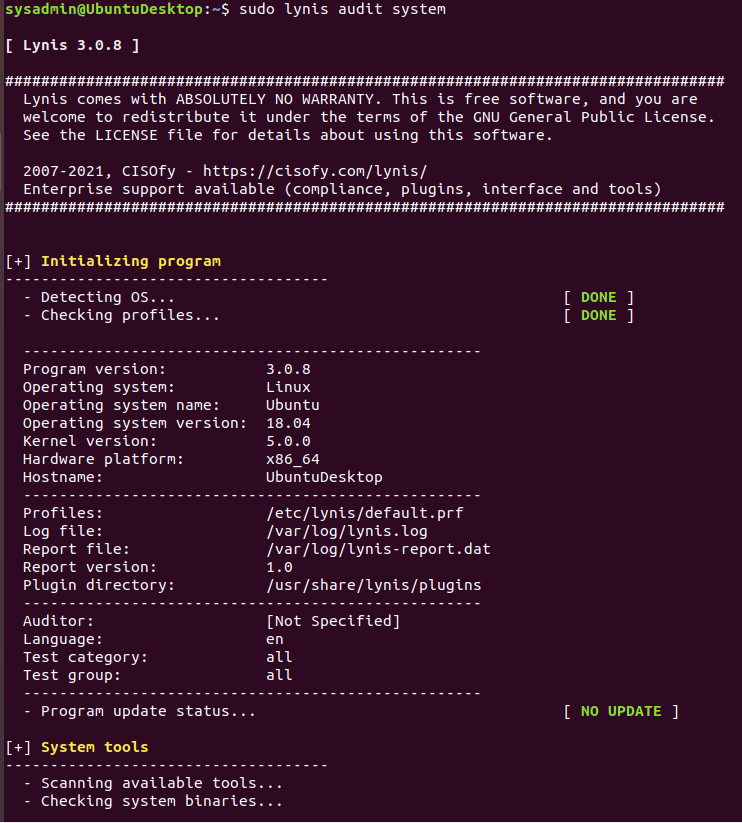 sysadmin@UbuntuDesktop:~$ sudo lynis audit system
[ Lynis 3.0.8 ]
################################################################################
Lynis comes with ABSOLUTELY NO WARRANTY. This is free software, and you are
welcome to redistribute it under the terms of the GNU General Public License.
See the LICENSE file for details about using this software.
2007-2021, CISOfy - https://cisofy.com/lynis/
Enterprise support available (compliance, plugins, interface and tools)
################################################################################
[+] Initializing program
------------------------------------
- Detecting OS... [ DONE ]
- Checking profiles... [ DONE ]
---------------------------------------------------
Program version: 3.0.8
Operating system: Linux
Operating system name: Ubuntu
Operating system version: 18.04
Kernel version: 5.0.0
Hardware platform: x86_64
Hostname: UbuntuDesktop
---------------------------------------------------
Profiles: /etc/lynis/default.prf
Log file: /var/log/lynis.log
Report file: /var/log/lynis-report.dat
Report version: 1.0
Plugin directory: /usr/share/lynis/plugins
---------------------------------------------------
Auditor: [Not Specified]
Language: en
Test category: all
Test group: all
---------------------------------------------------
- Program update status... [ NO UPDATE ]
[+] System tools
------------------------------------
- Scanning available tools...
- Checking system binaries...